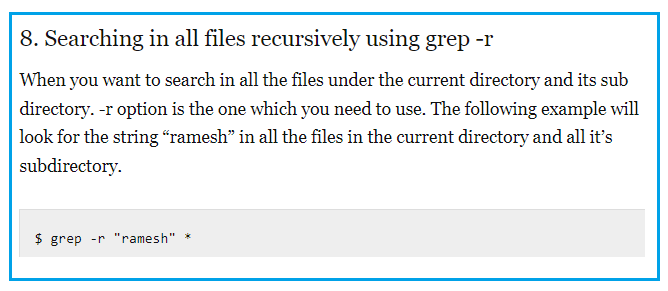 8. Searching in all files recursively using grep -r
When you want to search in all the files under the current directory and its sub
directory. -r option is the one which you need to use. The following example will
look for the string “ramesh” in all the files in the current directory and all it’s
subdirectory.
$ grep -r "ramesh" *